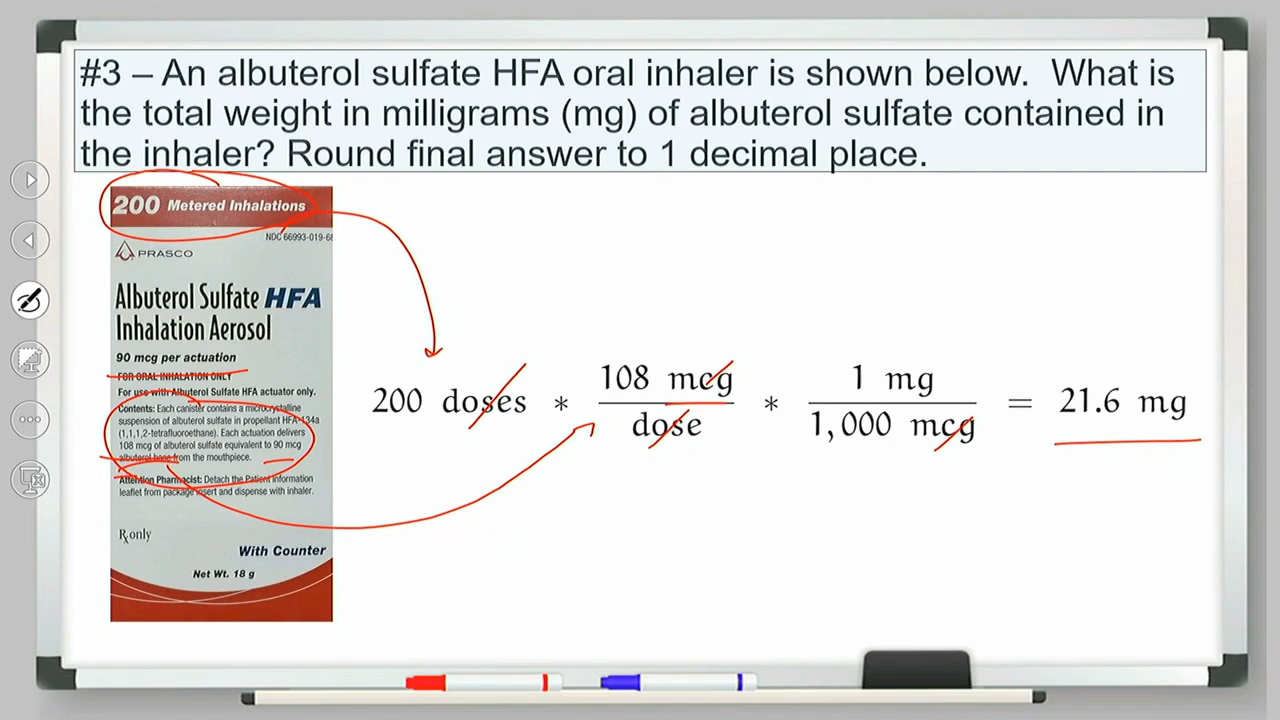 #3 – An albuterol sulfate HFA oral inhaler is shown below. What is
the total weight in milligrams (mg) of albuterol sulfate contained in
the inhaler? Round final answer to 1 decimal place.
200 Metered Inhalations
NDC 66993-019-68
PRASCO
Albuterol Sulfate HFA
Inhalation Aerosol
90 mcg per actuation
FOR ORAL INHALATION ONLY
For use with Albuterol Sulfate HFA actuator only.
Contents: Each canister contains a microcrystalline
suspension of albuterol sulfate in propellant HFA-134a
(1,1,1,2-tetrafluoroethane). Each actuation delivers
108 mcg of albuterol sulfate equivalent to 90 mcg
albuterol base from the mouthpiece.
Attention Pharmacist: Detach the Patient Information
leaflet from package insert and dispense with inhaler.
Rx only
With Counter
Net Wt. 18 g
200 doses * 108 mcg / dose * 1 mg / 1,000 mcg = 21.6 mg